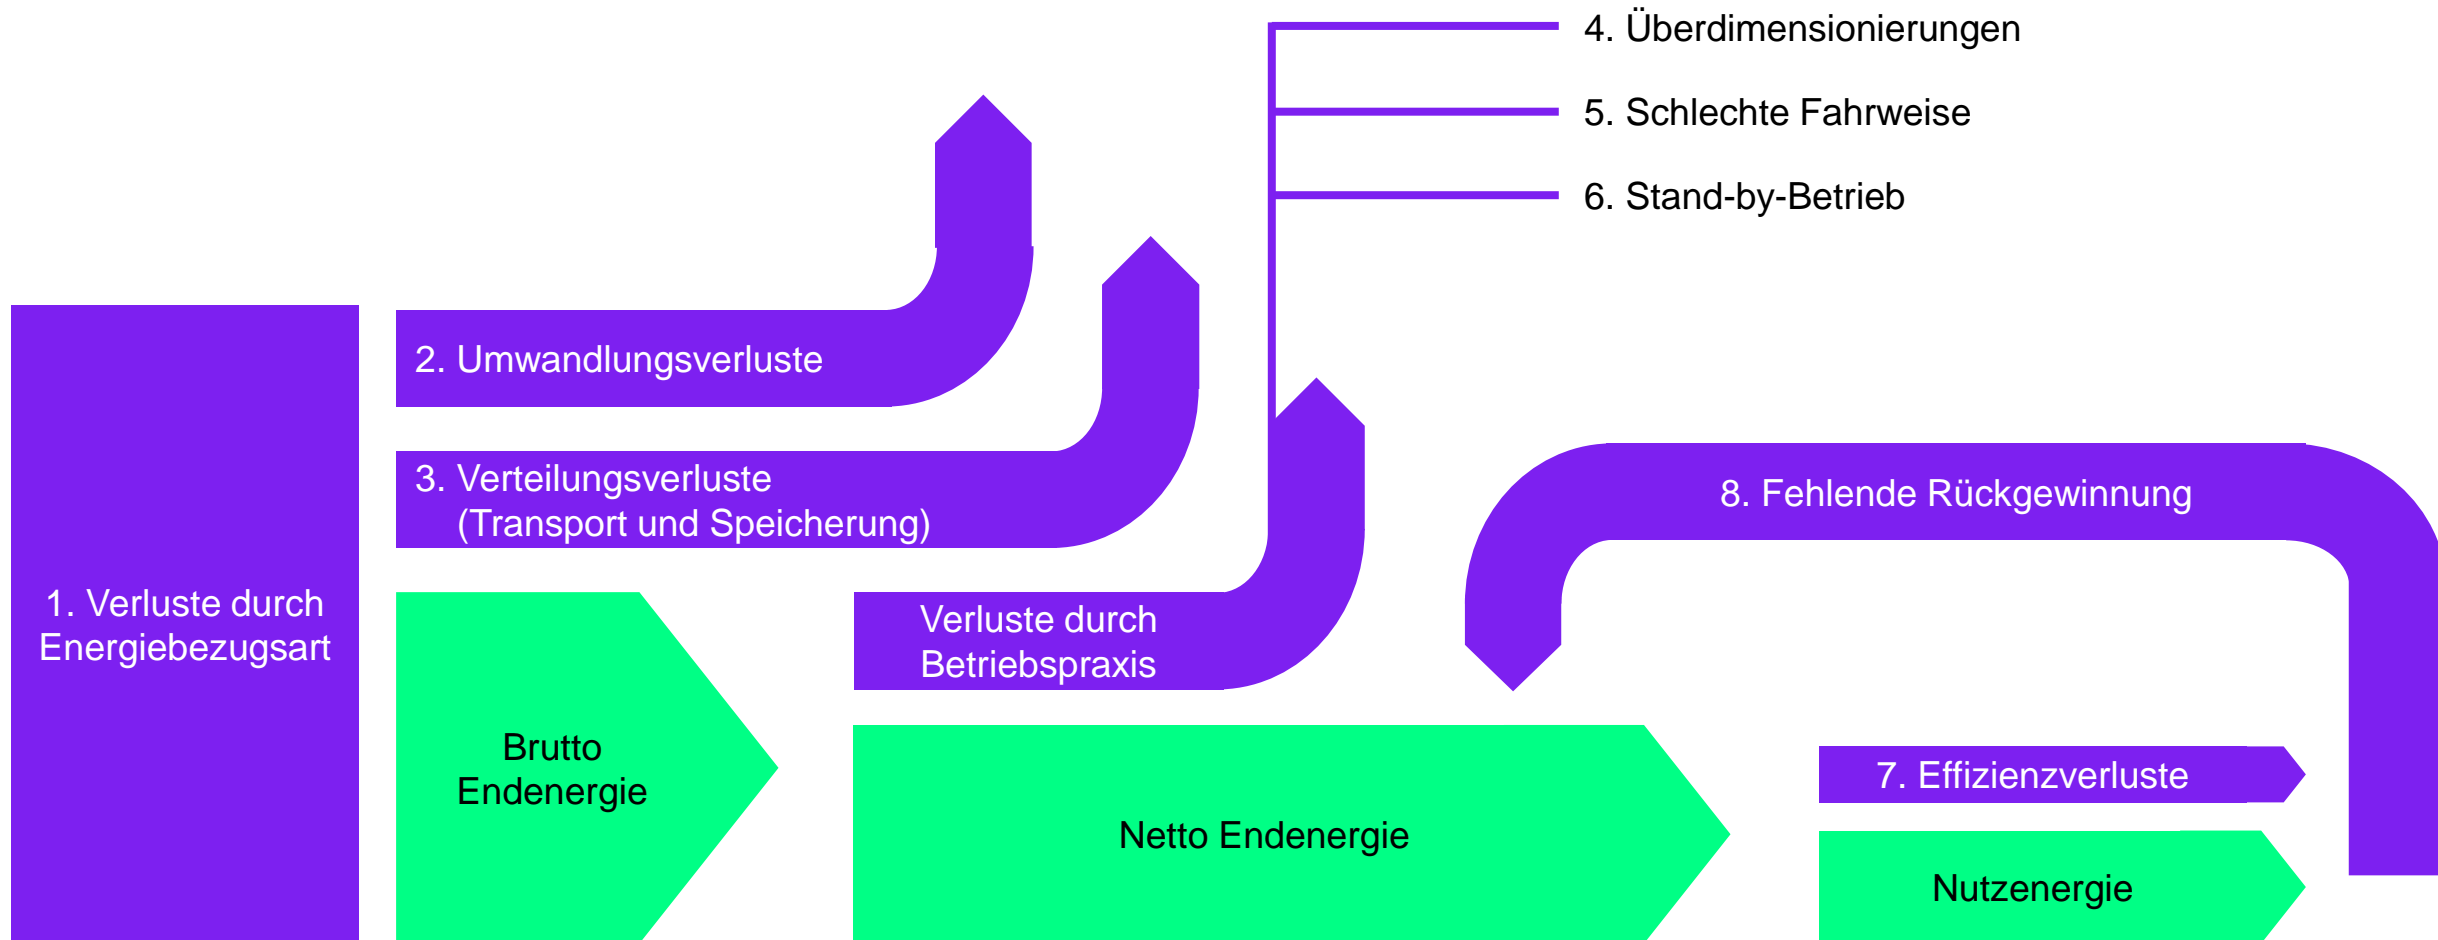 4. Überdimensionierungen
5. Schlechte Fahrweise
6. Stand-by-Betrieb
2. Umwandlungsverluste
3. Verteilungsverluste
(Transport und Speicherung)
8. Fehlende Rückgewinnung
1. Verluste durch
Energiebezugsart
Verluste durch
Betriebspraxis
Brutto
Endenergie
7. Effizienzverluste
Netto Endenergie
Nutzenergie